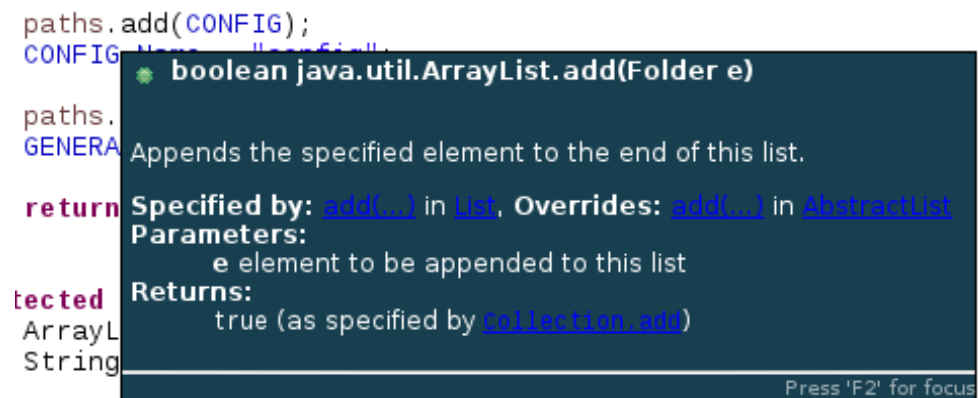 paths.add(CONFIG);
CONFIG
boolean java.util.ArrayList.add(Folder e)
paths.
GENERA
Appends the specified element to the end of this list.
return
Specified by: add(...) in List, Overrides: add(...) in AbstractList
Parameters:
e element to be appended to this list
Returns:
true (as specified by Collection.add)
tected
ArrayL
String
Press 'F2' for focus